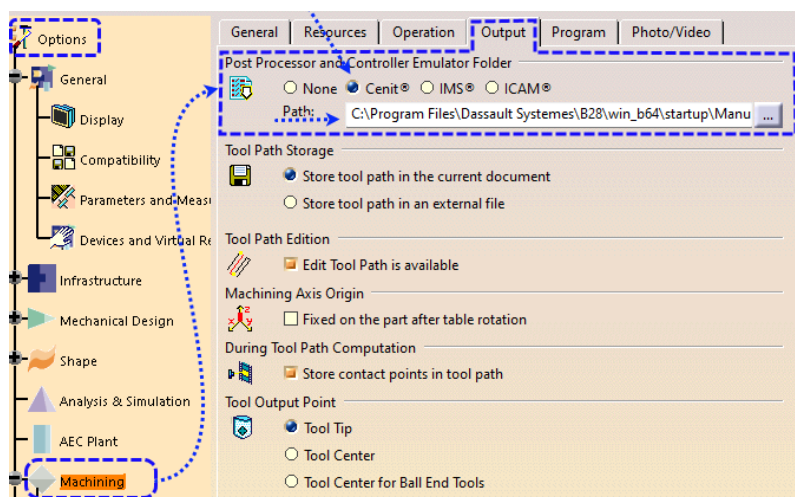 Options
General
Display
Compatibility
Parameters and Measu
Devices and Virtual Re
Infrastructure
Mechanical Design
Shape
Analysis & Simulation
AEC Plant
Machining
General Resources Operation Output Program Photo/Video
Post Processor and Controller Emulator Folder
None Cenit® IMS® ICAM®
Path: C:\Program Files\Dassault Systemes\B28\win_b64\startup\Manu ...
Tool Path Storage
Store tool path in the current document
Store tool path in an external file
Tool Path Edition
Edit Tool Path is available
Machining Axis Origin
Fixed on the part after table rotation
During Tool Path Computation
Store contact points in tool path
Tool Output Point
Tool Tip
Tool Center
Tool Center for Ball End Tools